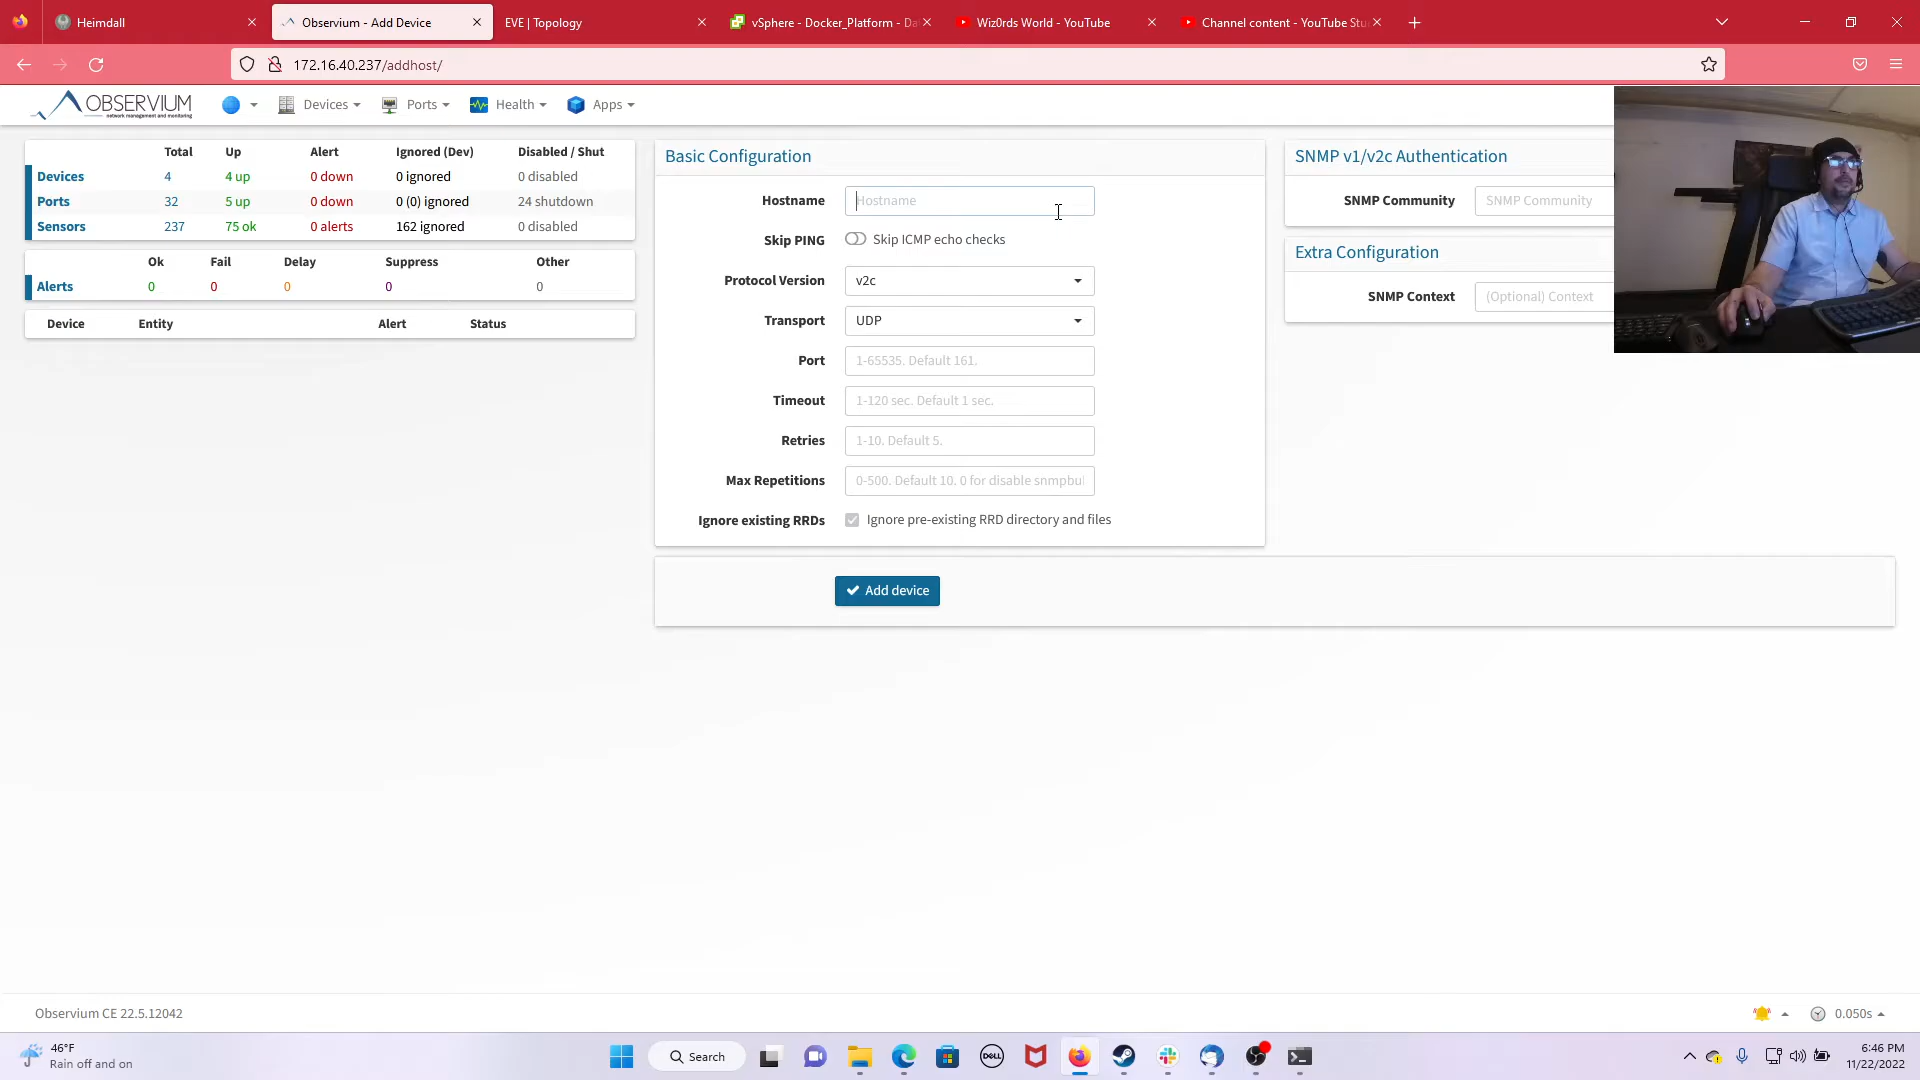 Heimdall
Observium - Add Device
EVE | Topology
vSphere - Docker_Platform - Da
Wiz0rds World - YouTube
Channel content - YouTube Stu
172.16.40.237/addhost/
OBSERVIUM
network management and monitoring
Devices
Ports
Health
Apps
Total Up Alert Ignored (Dev) Disabled / Shut
Devices 4 4 up 0 down 0 ignored 0 disabled
Ports 32 5 up 0 down 0 (0) ignored 24 shutdown
Sensors 237 75 ok 0 alerts 162 ignored 0 disabled
Ok Fail Delay Suppress Other
Alerts 0 0 0 0 0
Device Entity Alert Status
Basic Configuration
Hostname Hostname
Skip PING Skip ICMP echo checks
Protocol Version v2c
Transport UDP
Port 1-65535. Default 161.
Timeout 1-120 sec. Default 1 sec.
Retries 1-10. Default 5.
Max Repetitions 0-500. Default 10. 0 for disable snmpbul
Ignore existing RRDs Ignore pre-existing RRD directory and files
Add device
SNMP v1/v2c Authentication
SNMP Community SNMP Community
Extra Configuration
SNMP Context (Optional) Context
Observium CE 22.5.12042
0.050s
46°F
Rain off and on
Search
DELL
6:46 PM
11/22/2022